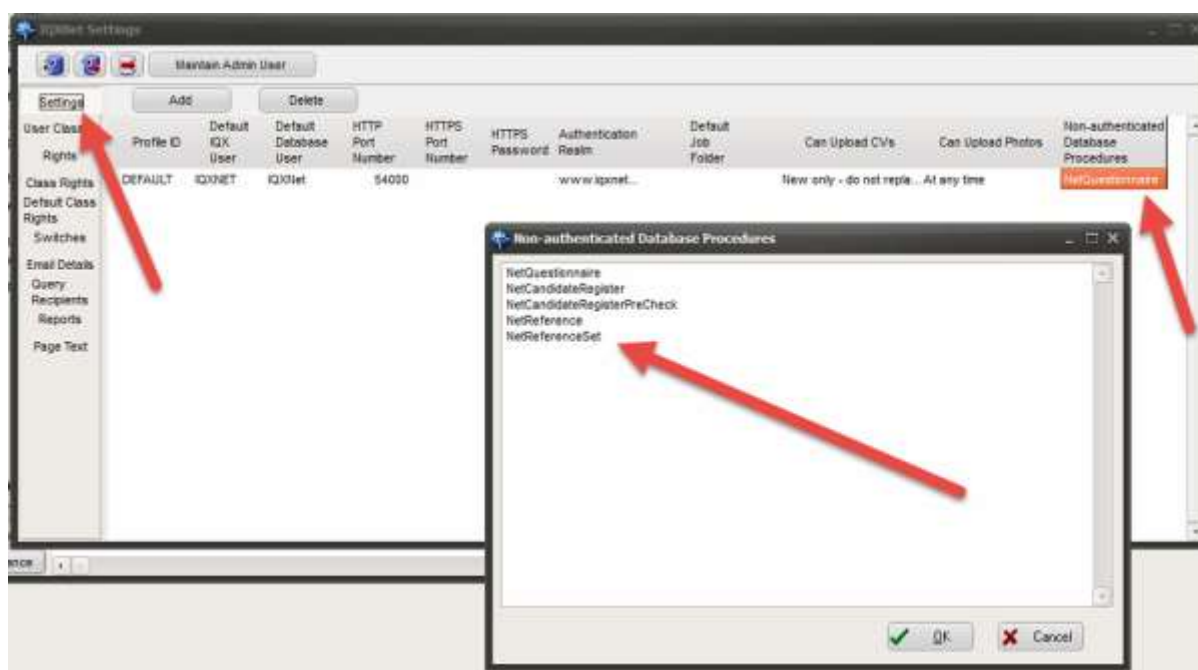 IQXNet Settings
Maintain Admin User
Settings
Add
Delete
User Class
Rights
Class Rights
Default Class
Rights
Switches
Email Details
Query
Recipients
Reports
Page Text
Profile ID
Default
IQX
User
Default
Database
User
HTTP
Port
Number
HTTPS
Port
Number
HTTPS
Password
Authentication
Realm
Default
Job
Folder
Can Upload CVs
Can Upload Photos
Non-authenticated
Database
Procedures
DEFAULT
IQXNET
IQXNet
54000
www.iqxnet...
New only - do not repla...
At any time
NetQuestionnaire
Non-authenticated Database Procedures
NetQuestionnaire
NetCandidateRegister
NetCandidateRegisterPreCheck
NetReference
NetReferenceSet
OK
Cancel